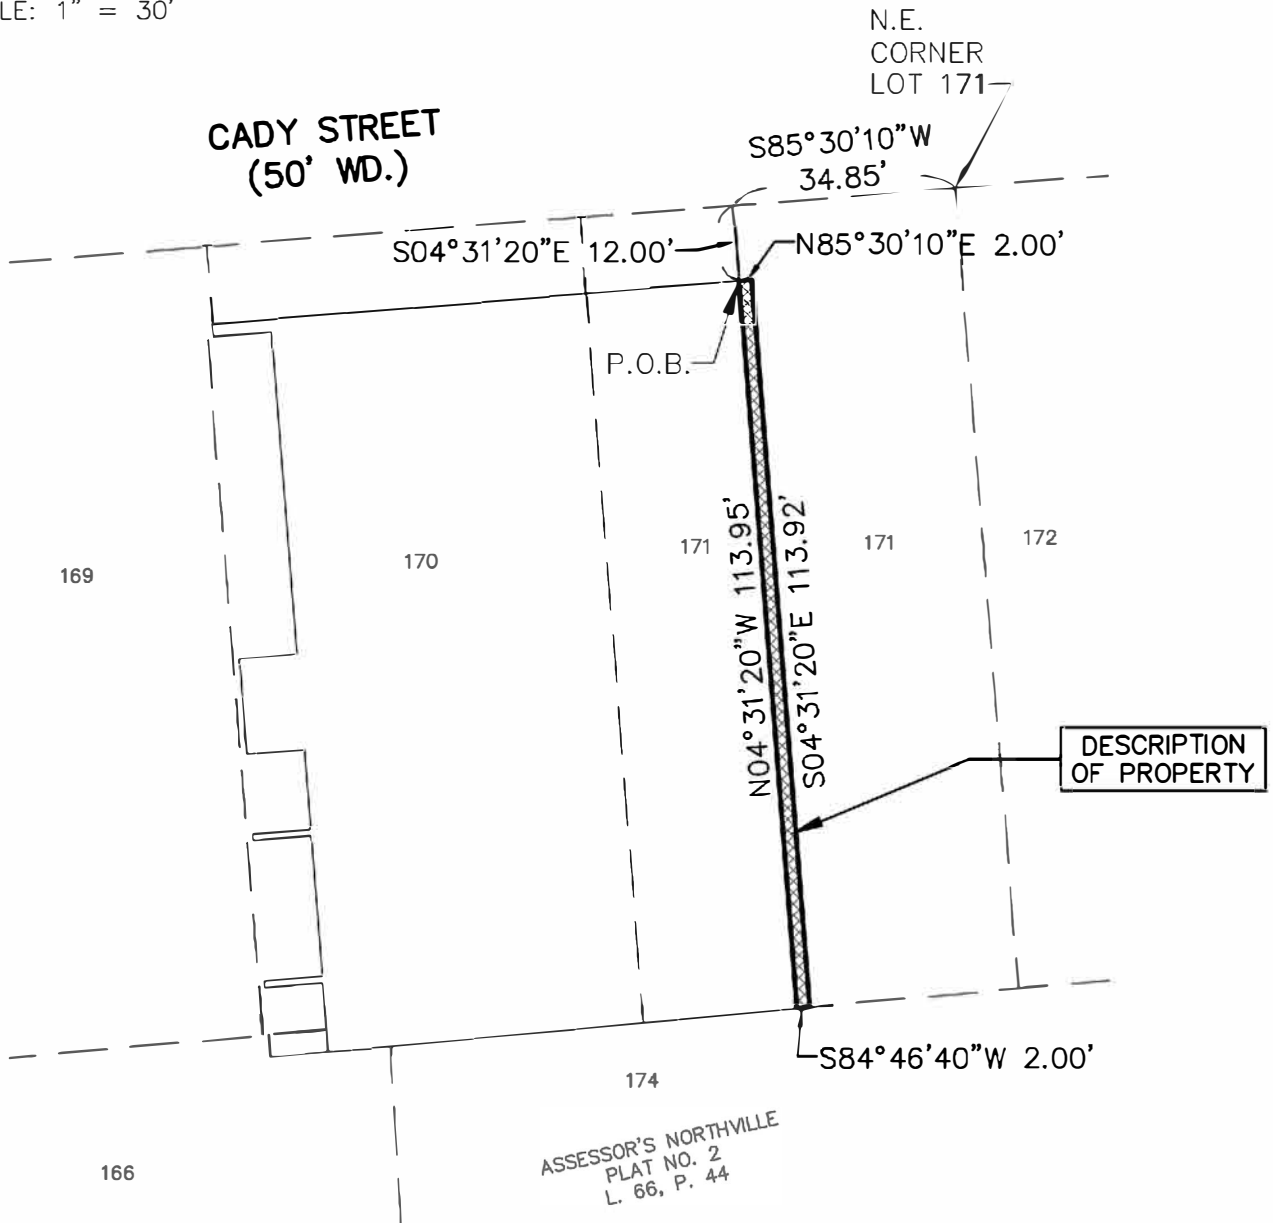 LE: 1" = 30'
N.E.
CORNER
LOT 171
CADY STREET
(50' WD.)
S85°30'10"W
34.85'
S04°31'20"E 12.00'
N85°30'10"E 2.00'
P.O.B.
N04°31'20"W 113.95'
S04°31'20"E 113.92'
169
170
171
171
172
DESCRIPTION
OF PROPERTY
S84°46'40"W 2.00'
174
166
ASSESSOR'S NORTHVILLE
PLAT NO. 2
L. 66, P. 44